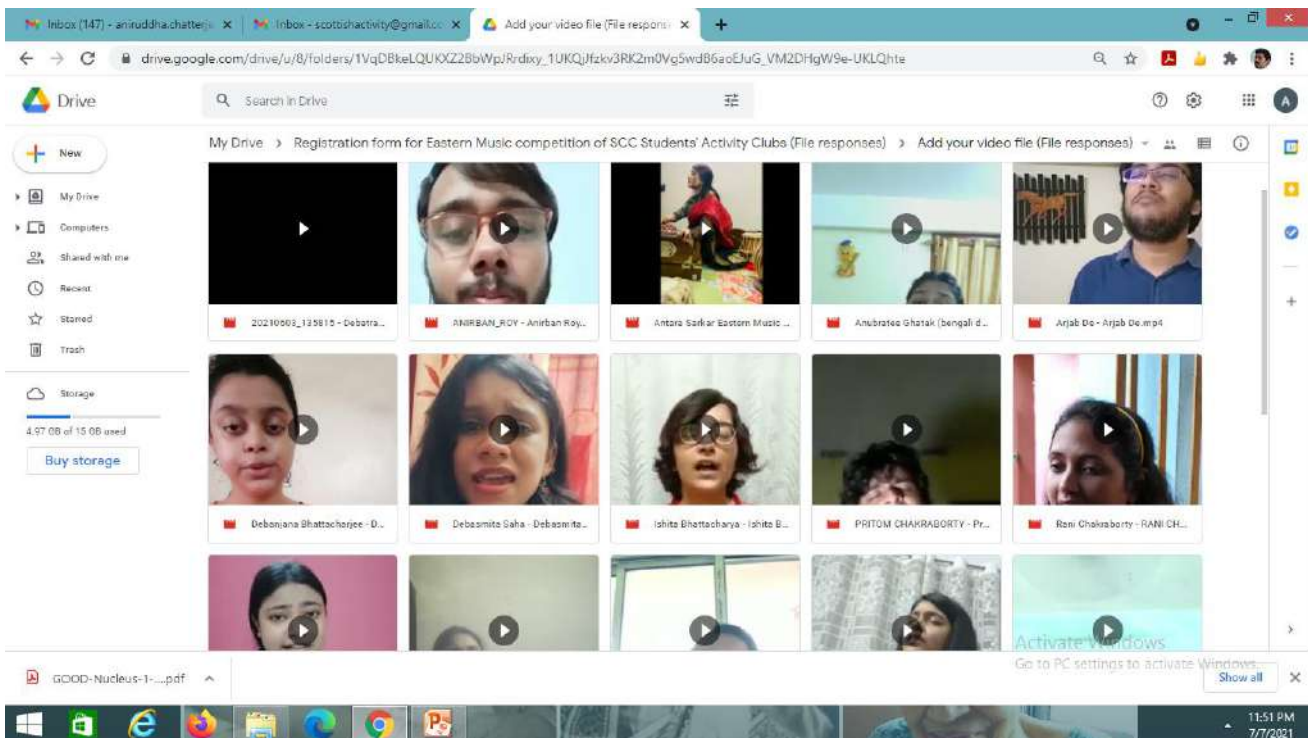 Inbox (147) - aniruddha.chatterje
Inbox - scottishactivity@gmail.co
Add your video file (File respons
drive.google.com/drive/u/8/folders/
Drive
Search in Drive
A
New
My Drive > Registration form for Eastern Music competition of SCC Students' Activity Clubs (File responses) > Add your video file (File responses)
My Drive
Computers
Shared with me
Recent
Starred
Trash
Storage
4.97 GB of 15 GB used
Buy storage
20210603_135815 - Debatra...
ANIRBAN_ROY - Anirban Roy...
Antara Sarkar Eastern Music ...
Anubratee Ghatak (bengali d...
Arjab De - Arjab De.mp4
Debanjana Bhattacharjee - D...
Debasmita Saha - Debasmita...
Ishita Bhattacharya - Ishita B...
PRITOM CHAKRABORTY - Pr...
Rani Chakraborty - RANI CH...
Activate Windows
Go to PC settings to activate Windows.
GOOD-Nucleus-1-....pdf
Show all
11:51 PM
7/7/2021